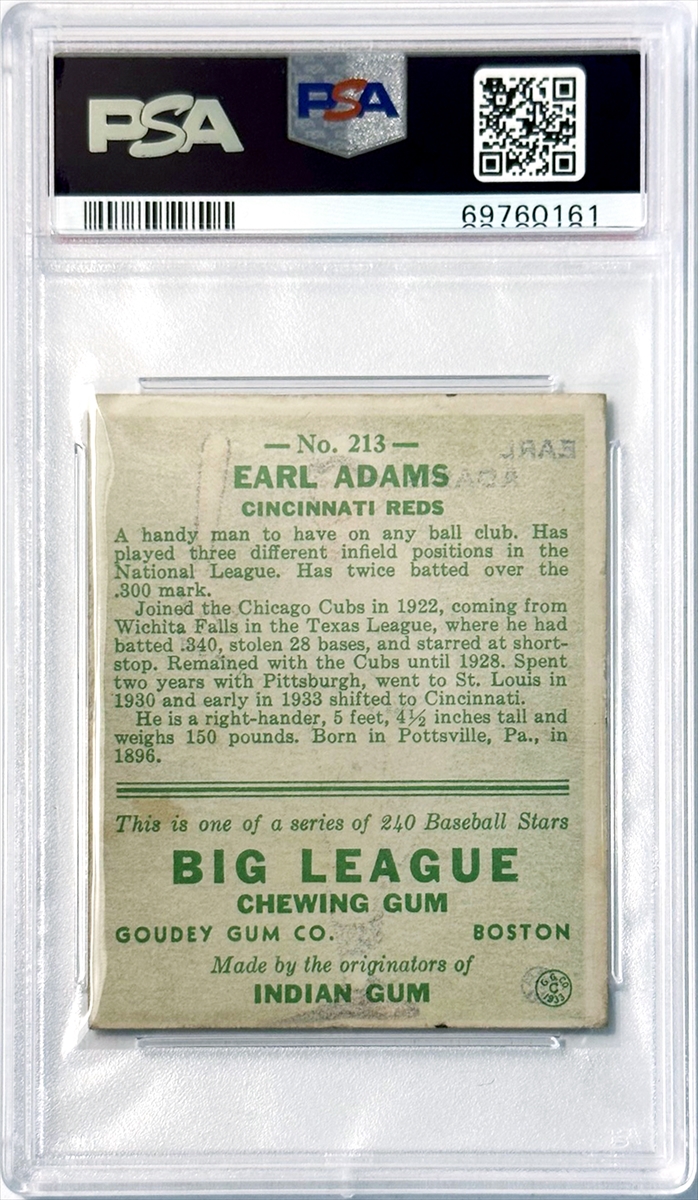 PSA
PSA
69760161
— No. 213 —
EARL ADAMS
CINCINNATI REDS
A handy man to have on any ball club. Has
played three different infield positions in the
National League. Has twice batted over the
.300 mark.
Joined the Chicago Cubs in 1922, coming from
Wichita Falls in the Texas League, where he had
batted .340, stolen 28 bases, and starred at short-
stop. Remained with the Cubs until 1928. Spent
two years with Pittsburgh, went to St. Louis in
1930 and early in 1933 shifted to Cincinnati.
He is a right-hander, 5 feet, 4½ inches tall and
weighs 150 pounds. Born in Pottsville, Pa., in
1896.
This is one of a series of 240 Baseball Stars
BIG LEAGUE
CHEWING GUM
GOUDEY GUM CO. BOSTON
Made by the originators of
INDIAN GUM
G. G. CO.
C
1933